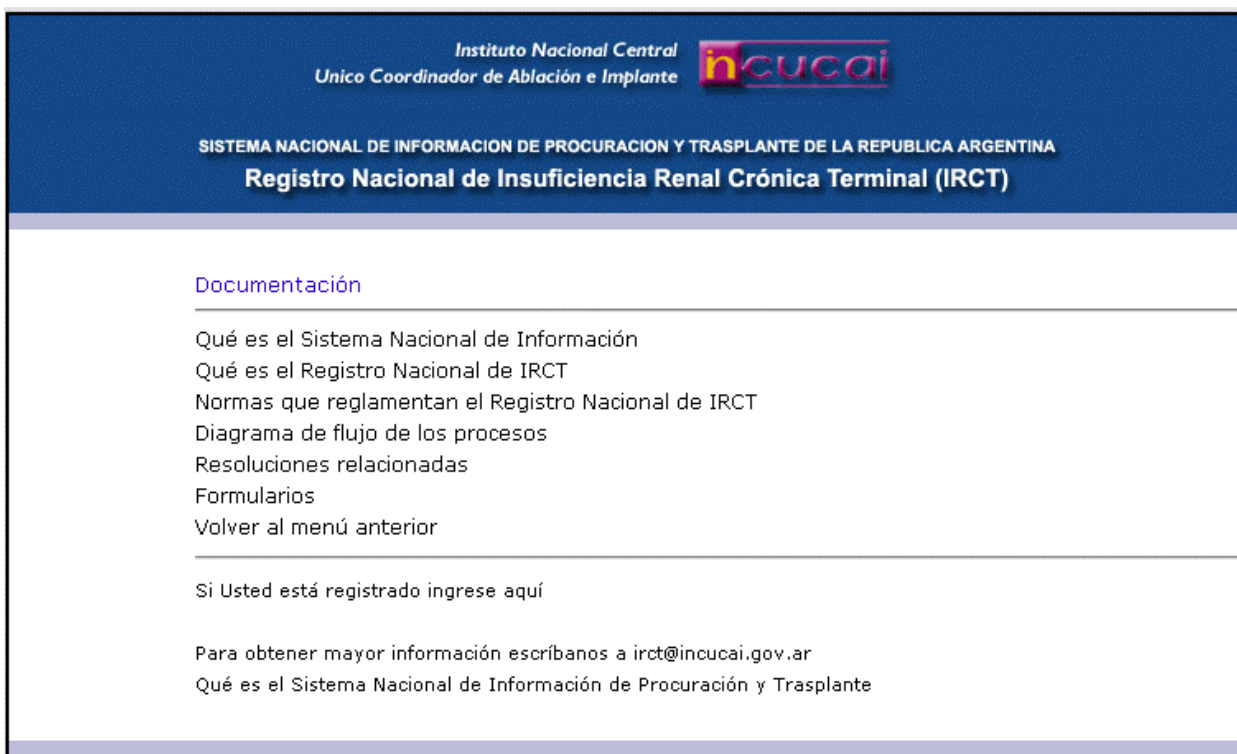 Instituto Nacional Central
Unico Coordinador de Ablación e Implante
incucai
SISTEMA NACIONAL DE INFORMACION DE PROCURACION Y TRASPLANTE DE LA REPUBLICA ARGENTINA
Registro Nacional de Insuficiencia Renal Crónica Terminal (IRCT)
Documentación
Qué es el Sistema Nacional de Información
Qué es el Registro Nacional de IRCT
Normas que reglamentan el Registro Nacional de IRCT
Diagrama de flujo de los procesos
Resoluciones relacionadas
Formularios
Volver al menú anterior
Si Usted está registrado ingrese aquí
Para obtener mayor información escríbanos a irct@incucai.gov.ar
Qué es el Sistema Nacional de Información de Procuración y Trasplante